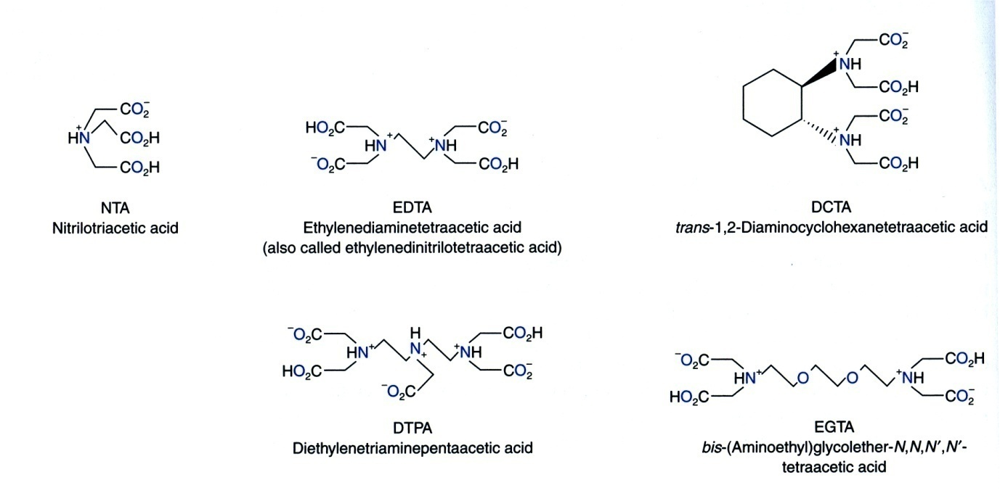 CO₂⁻
HN⁺
CO₂H
CO₂H
NTA
Nitrilotriacetic acid
HO₂C
CO₂⁻
HN⁺
⁺NH
⁻O₂C
CO₂H
EDTA
Ethylenediaminetetraacetic acid
(also called ethylenedinitrilotetraacetic acid)
CO₂⁻
⁺NH
CO₂H
CO₂⁻
⁺NH
CO₂H
DCTA
trans-1,2-Diaminocyclohexanetetraacetic acid
⁻O₂C
H
CO₂H
HN⁺
N⁺
⁺NH
HO₂C
CO₂⁻
⁻O₂C
DTPA
Diethylenetriaminepentaacetic acid
⁻O₂C
CO₂H
HN⁺
O
O
⁺NH
HO₂C
CO₂⁻
EGTA
bis-(Aminoethyl)glycolether-N,N,N′,N′-
tetraacetic acid